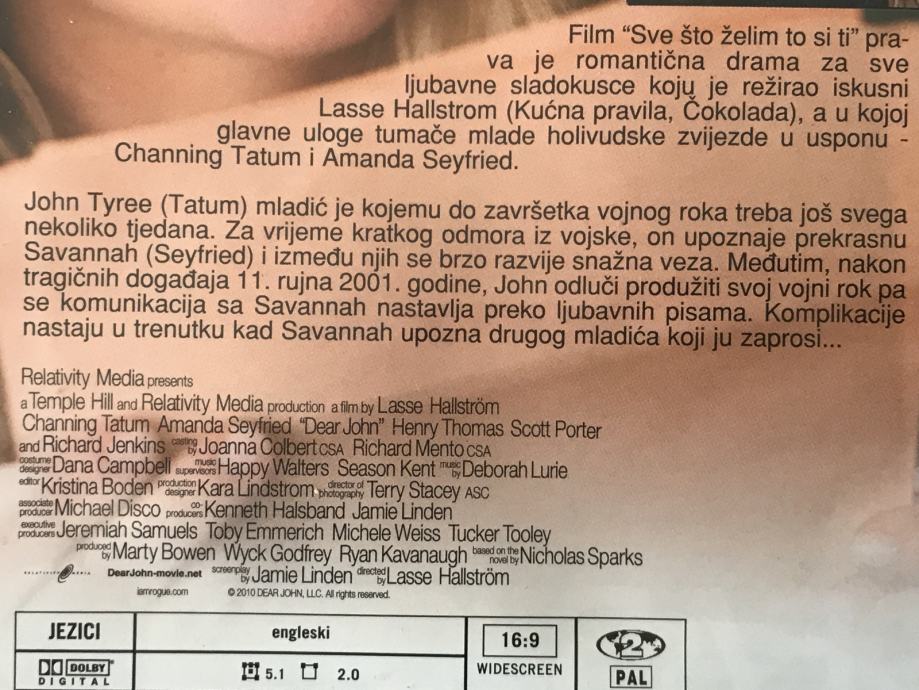 Film “Sve što želim to si ti” pra-
va je romantična drama za sve
ljubavne sladokusce koju je režirao iskusni
Lasse Hallstrom (Kućna pravila, Čokolada), a u kojoj
glavne uloge tumače mlade holivudske zvijezde u usponu -
Channing Tatum i Amanda Seyfried.
John Tyree (Tatum) mladić je kojemu do završetka vojnog roka treba još svega
nekoliko tjedana. Za vrijeme kratkog odmora iz vojske, on upoznaje prekrasnu
Savannah (Seyfried) i između njih se brzo razvije snažna veza. Međutim, nakon
tragičnih događaja 11. rujna 2001. godine, John odluči produžiti svoj vojni rok pa
se komunikacija sa Savannah nastavlja preko ljubavnih pisama. Komplikacije
nastaju u trenutku kad Savannah upozna drugog mladića koji ju zaprosi...
Relativity Media presents
a Temple Hill and Relativity Media production a film by Lasse Hallström
Channing Tatum Amanda Seyfried "Dear John" Henry Thomas Scott Porter
and Richard Jenkins casting by Joanna Colbert CSA Richard Mento CSA
costume designer Dana Campbell music supervisors Happy Walters Season Kent music by Deborah Lurie
editor Kristina Boden production designer Kara Lindstrom director of photography Terry Stacey ASC
associate producer Michael Disco co-producers Kenneth Halsband Jamie Linden
executive producers Jeremiah Samuels Toby Emmerich Michele Weiss Tucker Tooley
produced by Marty Bowen Wyck Godfrey Ryan Kavanaugh based on the novel by Nicholas Sparks
RELATIVITY MEDIA DearJohn-movie.net screenplay by Jamie Linden directed by Lasse Hallström
iamrogue.com © 2010 DEAR JOHN, LLC. All rights reserved.
JEZICI engleski 16:9 2
DOLBY DIGITAL 5.1 2.0 WIDESCREEN PAL